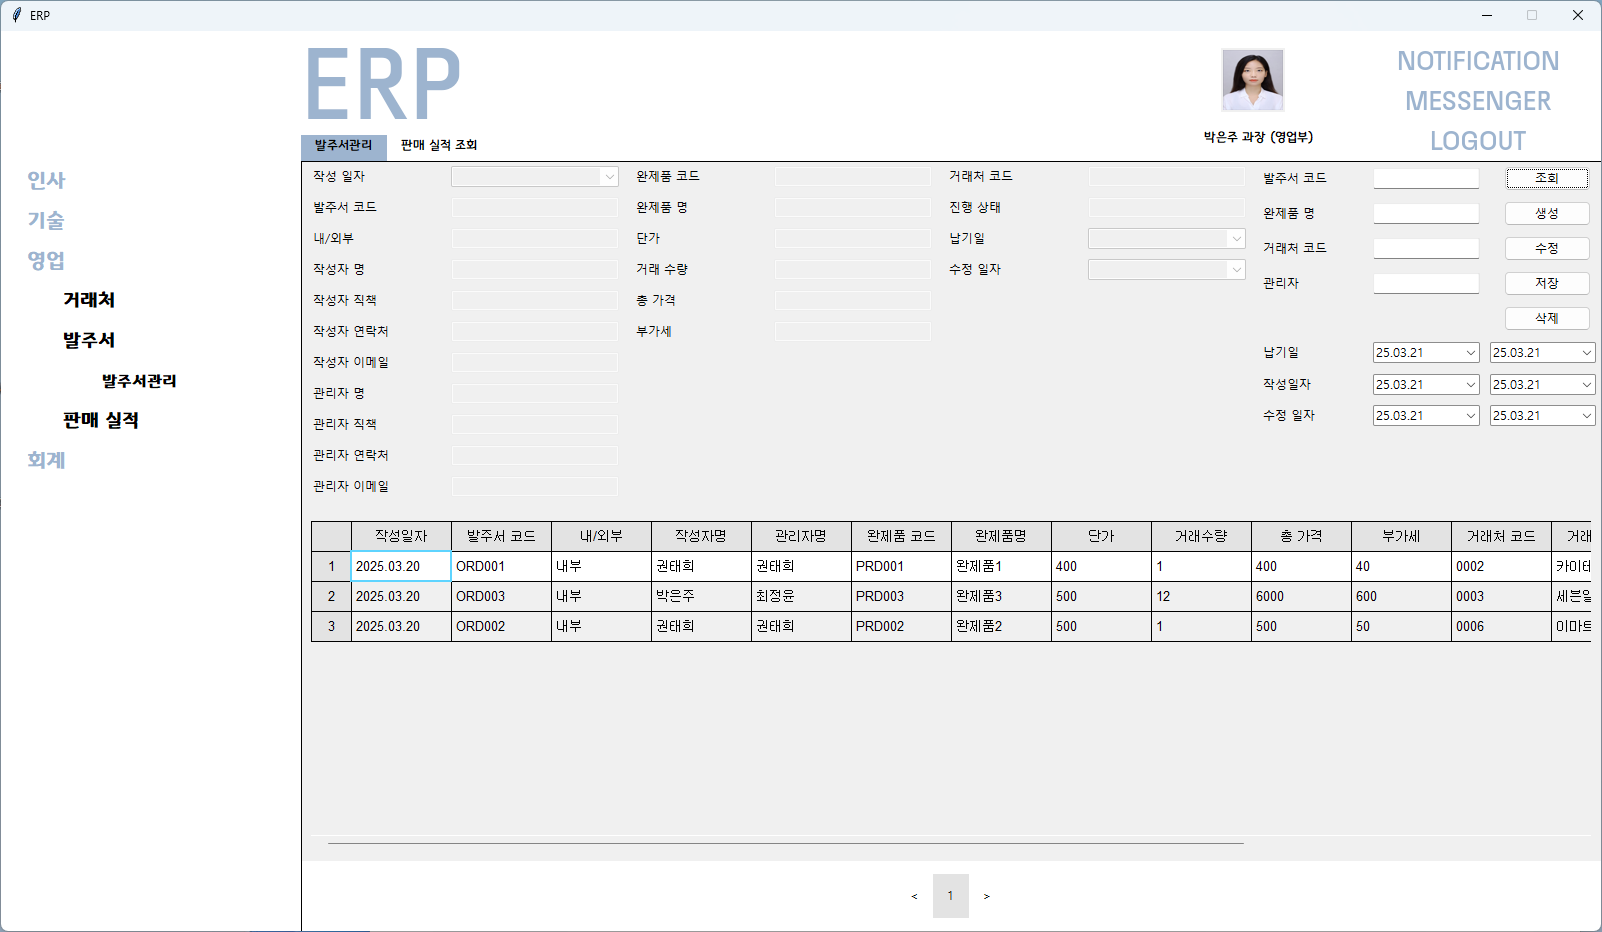 ERP
ERP
NOTIFICATION
MESSENGER
LOGOUT
박은주 과장 (영업부)
발주서관리 판매 실적 조회
인사
기술
영업
거래처
발주서
발주서관리
판매 실적
회계
작성 일자 완제품 코드 거래처 코드 발주서 코드 조회
발주서 코드 완제품 명 진행 상태 완제품 명 생성
내/외부 단가 납기일 거래처 코드 수정
작성자 명 거래 수량 수정 일자 관리자 저장
작성자 직책 총 가격 삭제
작성자 연락처 부가세
작성자 이메일 납기일 25.03.21 25.03.21
관리자 명 작성일자 25.03.21 25.03.21
관리자 직책 수정 일자 25.03.21 25.03.21
관리자 연락처
관리자 이메일
작성일자 발주서 코드 내/외부 작성자명 관리자명 완제품 코드 완제품명 단가 거래수량 총 가격 부가세 거래처 코드 거래
1 2025.03.20 ORD001 내부 권태희 권태희 PRD001 완제품1 400 1 400 40 0002 카이테
2 2025.03.20 ORD003 내부 박은주 최정윤 PRD003 완제품3 500 12 6000 600 0003 세븐일
3 2025.03.20 ORD002 내부 권태희 권태희 PRD002 완제품2 500 1 500 50 0006 이마트
< 1 >